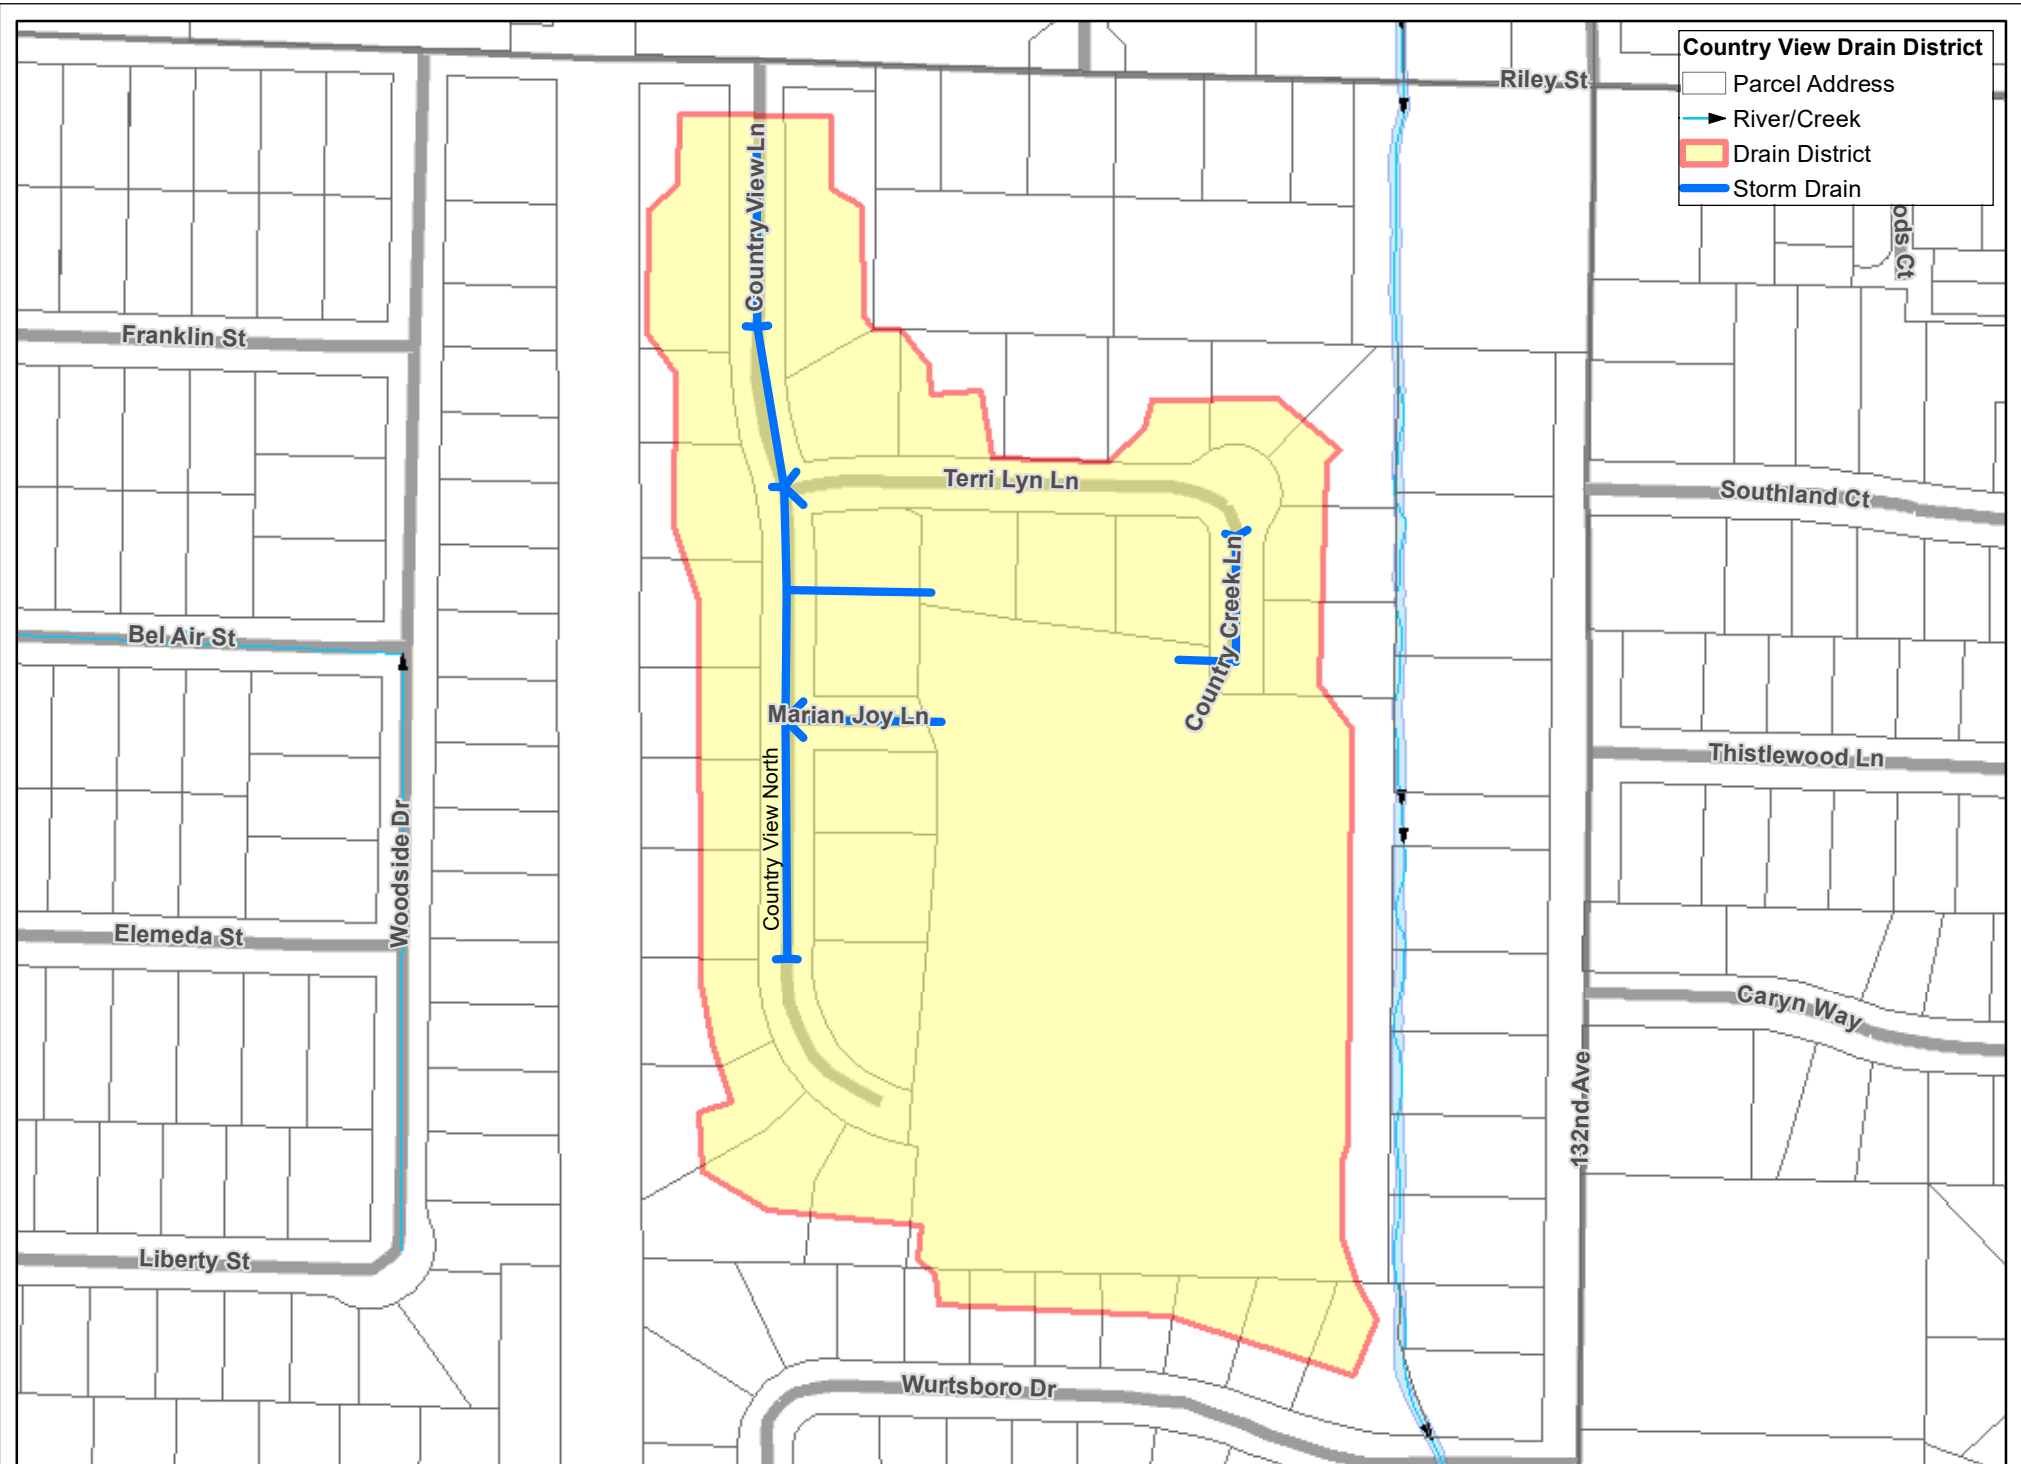 Country View Drain District
Parcel Address
River/Creek
Drain District
Storm Drain
Riley St
Country View Ln
ods Ct
Franklin St
Terri Lyn Ln
Southland Ct
Country Creek Ln
Bel Air St
Marian Joy Ln
Thistlewood Ln
Country View North
Woodside Dr
Elemeda St
Caryn Way
132nd Ave
Liberty St
Wurtsboro Dr